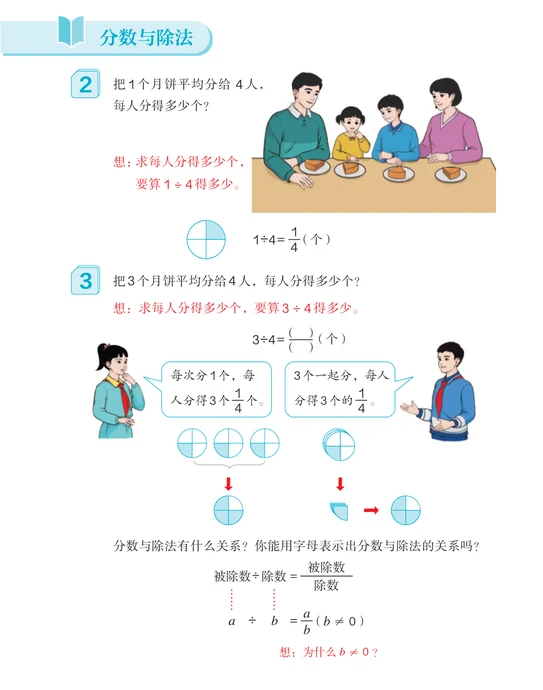 分数与除法
2
把1个月饼平均分给 4人，
每人分得多少个？
想：求每人分得多少个，
要算 1÷4 得多少。
1÷4= 1/4 （个）
3
把3个月饼平均分给4人，每人分得多少个？
想：求每人分得多少个，要算3÷4得多少。
3÷4= (  )/(  ) （个）
每次分1个，每
人分得3个 1/4 个。
3个一起分，每人
分得3个的 1/4 。
分数与除法有什么关系？你能用字母表示出分数与除法的关系吗？
被除数÷除数 = 被除数/除数
a ÷ b = a/b （b ≠ 0）
想：为什么 b ≠ 0？